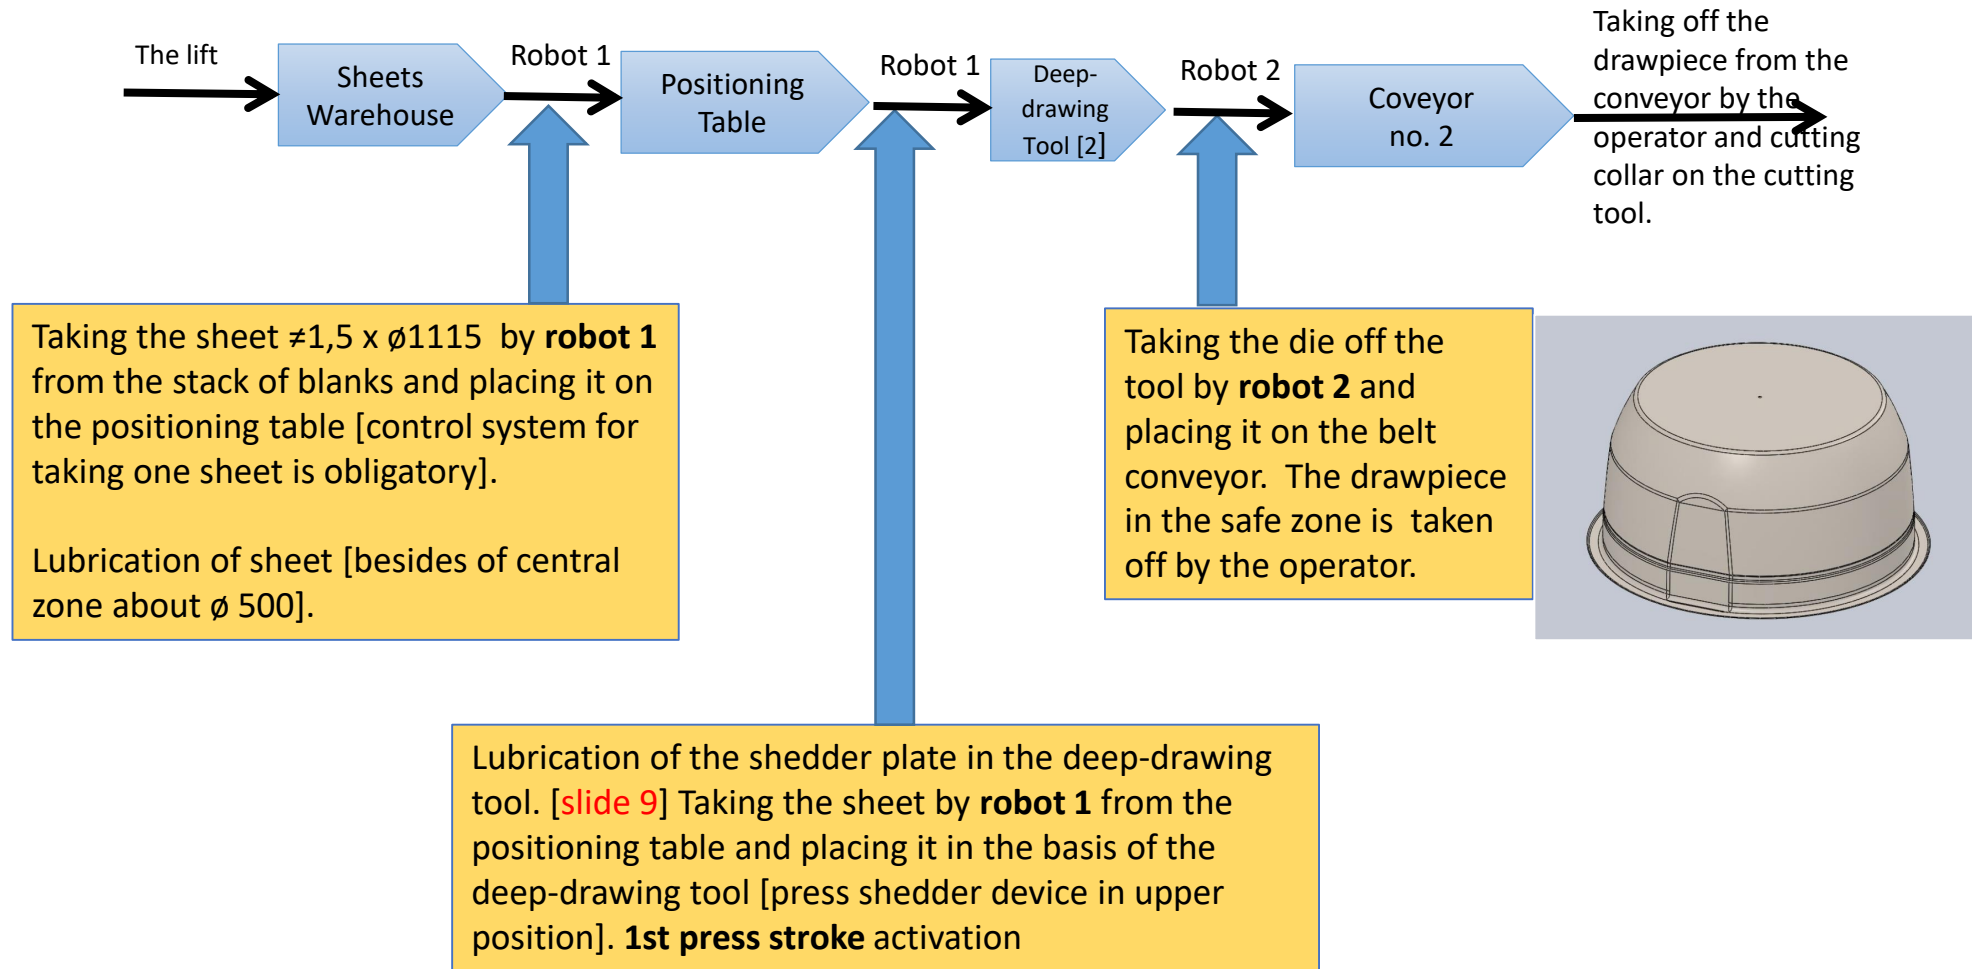 The lift
Sheets
Warehouse
Robot 1
Positioning
Table
Robot 1
Deep-
drawing
Tool [2]
Robot 2
Coveyor
no. 2
Taking off the
drawpiece from the
conveyor by the
operator and cutting
collar on the cutting
tool.
Taking the sheet ≠1,5 x ø1115 by robot 1
from the stack of blanks and placing it on
the positioning table [control system for
taking one sheet is obligatory].
Lubrication of sheet [besides of central
zone about ø 500].
Taking the die off the
tool by robot 2 and
placing it on the belt
conveyor. The drawpiece
in the safe zone is taken
off by the operator.
Lubrication of the shedder plate in the deep-drawing
tool. [slide 9] Taking the sheet by robot 1 from the
positioning table and placing it in the basis of the
deep-drawing tool [press shedder device in upper
position]. 1st press stroke activation